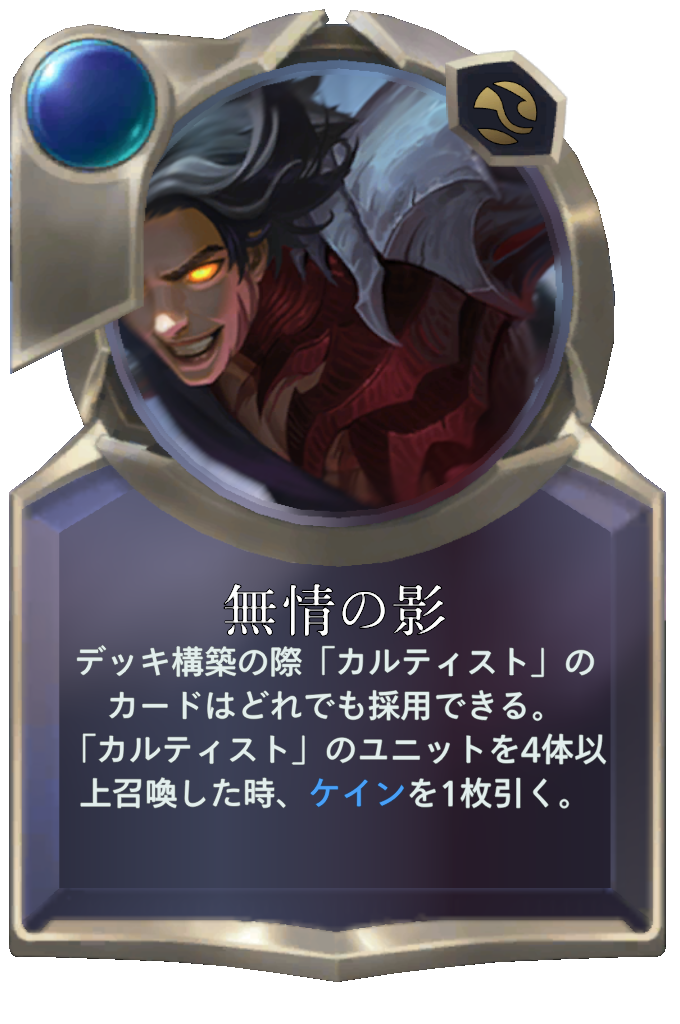 無情の影
デッキ構築の際「カルティスト」の
カードはどれでも採用できる。
「カルティスト」のユニットを4体以
上召喚した時、ケインを1枚引く。